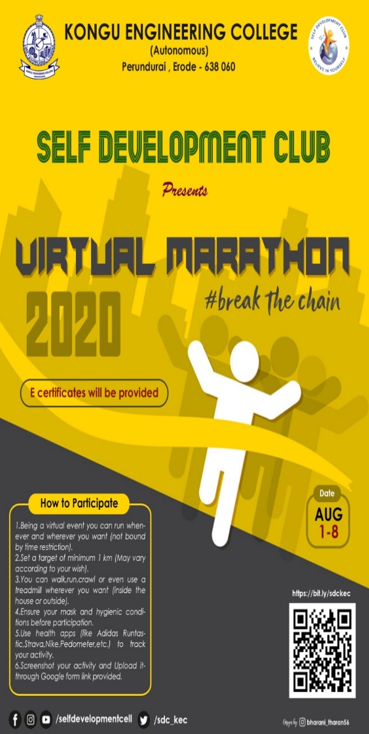 KONGU ENGINEERING COLLEGE
(Autonomous)
Perundurai , Erode - 638 060
SELF DEVELOPMENT CLUB
Presents
VIRTUAL MARATHON
2020
#break the chain
E certificates will be provided
How to Participate
1.Being a virtual event you can run when-
ever and wherever you want (not bound
by time restiction).
2.Set a target of minimum 1 km (May vary
according to your wish).
3.You can walk,run,crawl or even use a
treadmill wherever you want (inside the
house or outside).
4.Ensure your mask and hygienic condi-
tions before participation.
5.Use health apps (like Adidas Runtas-
tic,Strava,Nike,Pedometer,etc.) to track
your activity.
6.Screenshot your activity and Upload it-
through Google form link provided.
Date
AUG
1-8
https://bit.ly/sdckec
/selfdevelopmentcell
/sdc_kec
bharani_tharan56